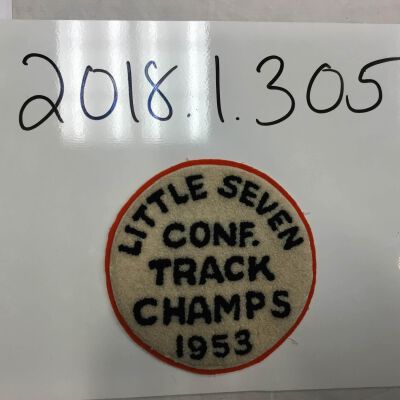 2018.1.305
LITTLE SEVEN
CONF.
TRACK
CHAMPS
1953